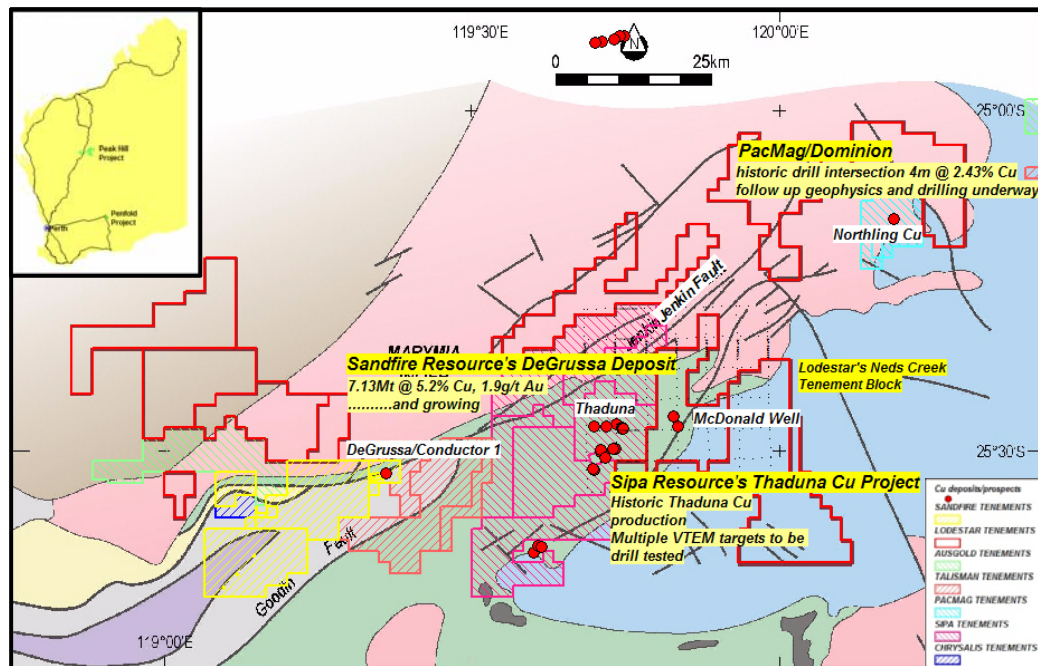 119°30'E
120°00'E
N
0
25km
25°00'S
Peak Hill
Project
Penfold
Project
Perth
PacMag/Dominion
historic drill intersection 4m @ 2.43% Cu
follow up geophysics and drilling underway
Northling Cu
Jenkin Fault
MARYMIA
Sandfire Resource's DeGrussa Deposit
7.13Mt @ 5.2% Cu, 1.9g/t Au
..........and growing
Lodestar's Neds Creek
Tenement Block
Thaduna
McDonald Well
DeGrussa/Conductor 1
25°30'S
Sipa Resource's Thaduna Cu Project
Historic Thaduna Cu
production
Multiple VTEM targets to be
drill tested
Goodin Fault
119°00'E
Cu deposits/prospects
SANDFIRE TENEMENTS
LODESTAR TENEMENTS
AUSGOLD TENEMENTS
TALISMAN TENEMENTS
PACMAG TENEMENTS
SIPA TENEMENTS
CHRYSALIS TENEMENTS